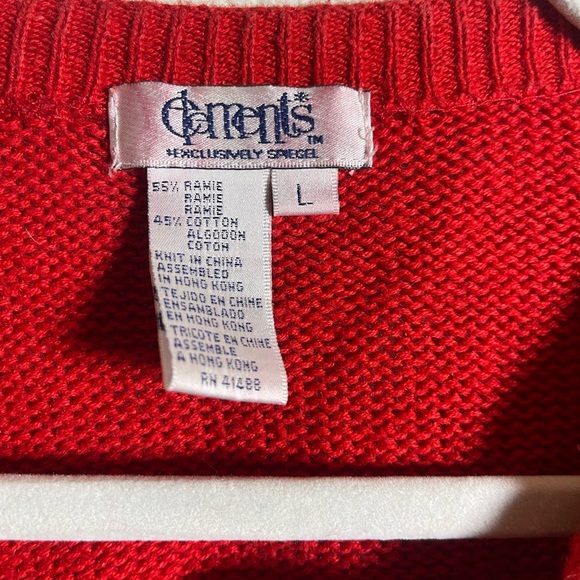 elements*™
*EXCLUSIVELY SPIEGEL
L
55% RAMIE
RAMIE
RAMIE
45% COTTON
ALGODON
COTON
KNIT IN CHINA
ASSEMBLED
IN HONG KONG
TEJIDO EN CHINE
ENSAMBLADO
EN HONG KONG
TRICOTE EN CHINE
ASSEMBLE
A HONG KONG
RN 41488